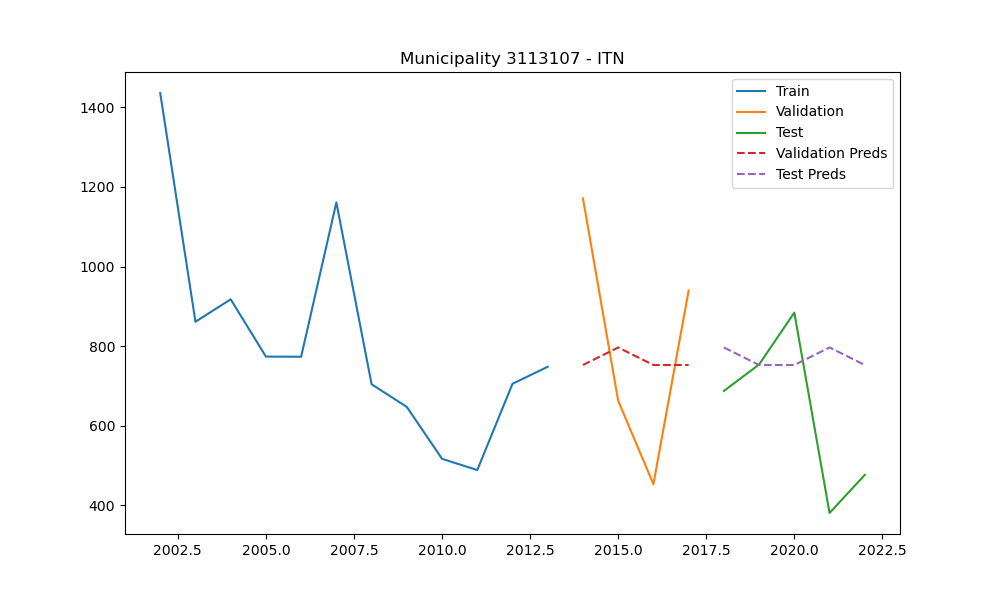 Municipality 3113107 - ITN
Train
Validation
Test
Validation Preds
Test Preds
1400
1200
1000
800
600
400
2002.5 2005.0 2007.5 2010.0 2012.5 2015.0 2017.5 2020.0 2022.5